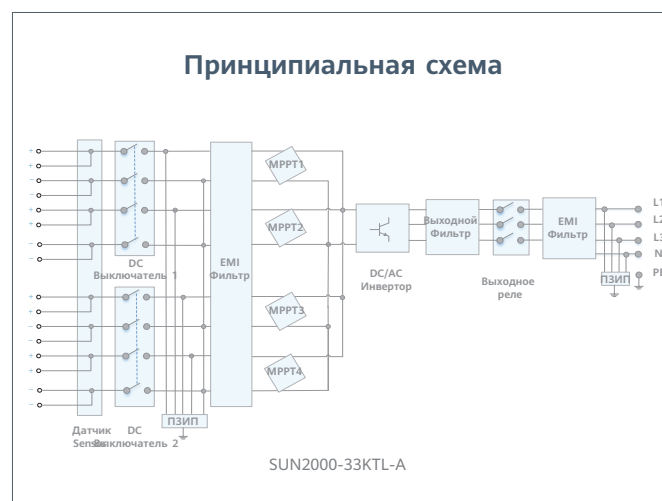 Принципиальная схема
+
+
−
−
+
+
−
−
+
+
−
−
+
+
−
−
MPPT1
MPPT2
MPPT3
MPPT4
EMI
Фильтр
DC
Выключатель 1
DC/AC
Инвертор
Выходной
Фильтр
Выходное
реле
EMI
Фильтр
L1
L2
L3
N
PE
ПЗИП
ПЗИП
Датчик
Sensor
DC
Выключатель 2
SUN2000-33KTL-A